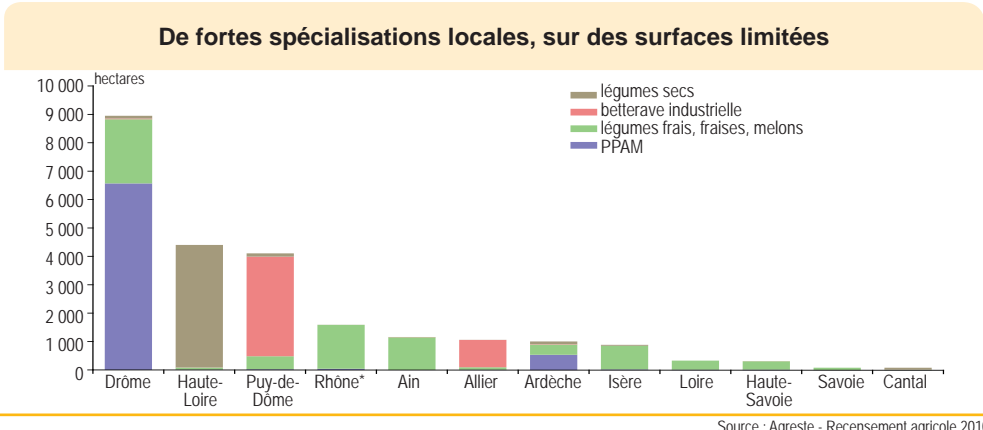 De fortes spécialisations locales, sur des surfaces limitées
hectares
10 000
9 000
8 000
7 000
6 000
5 000
4 000
3 000
2 000
1 000
0
légumes secs
betterave industrielle
légumes frais, fraises, melons
PPAM
Drôme
Haute-
Loire
Puy-de-
Dôme
Rhône*
Ain
Allier
Ardèche
Isère
Loire
Haute-
Savoie
Savoie
Cantal
Source : Agreste - Recensement agricole 2010